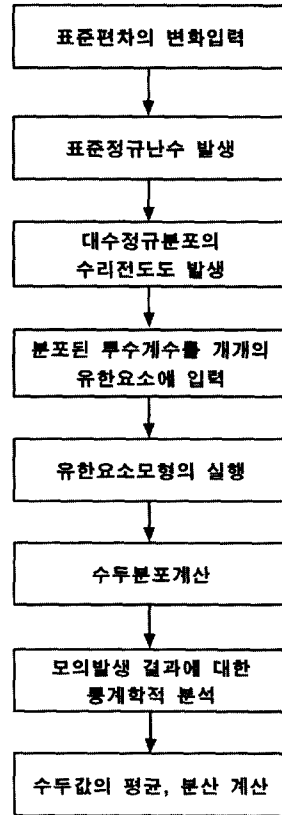 표준편차의 변화입력
표준정규난수 발생
대수정규분포의
수리전도도 발생
분포된 투수계수를 개개의
유한요소에 입력
유한요소모형의 실행
수두분포계산
모의발생 결과에 대한
통계학적 분석
수두값의 평균, 분산 계산